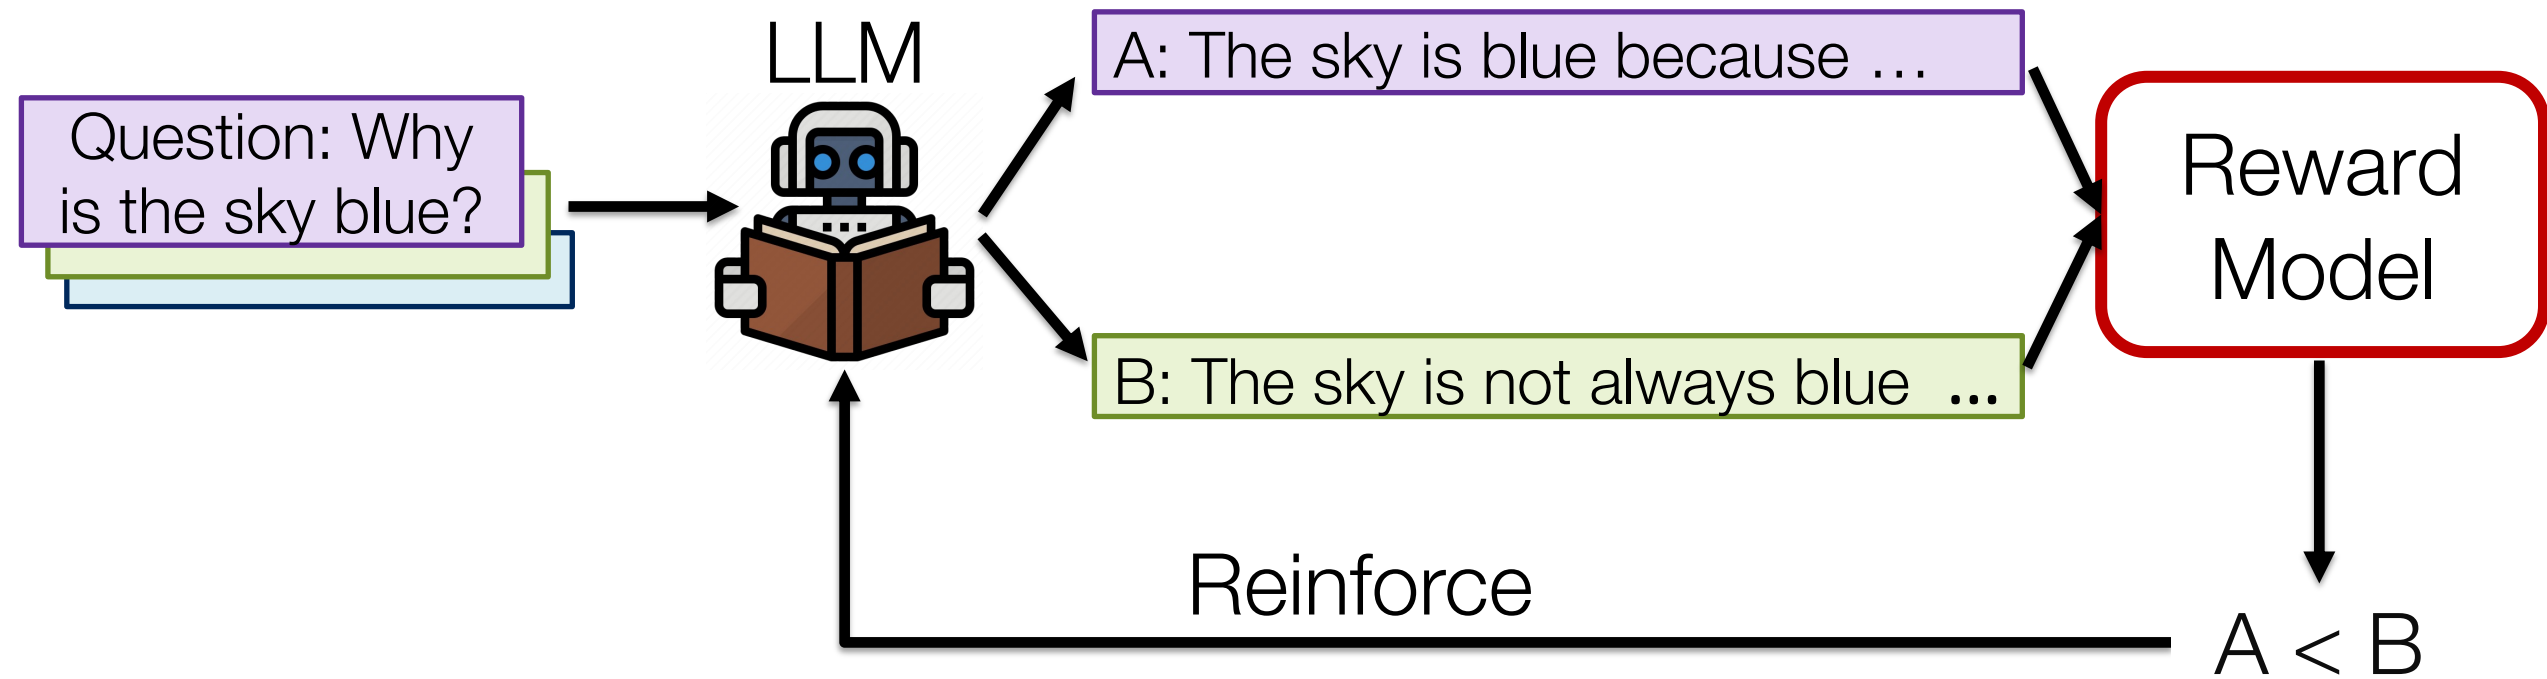 LLM
Question: Why
is the sky blue?
A: The sky is blue because …
B: The sky is not always blue ...
Reward
Model
Reinforce
A < B